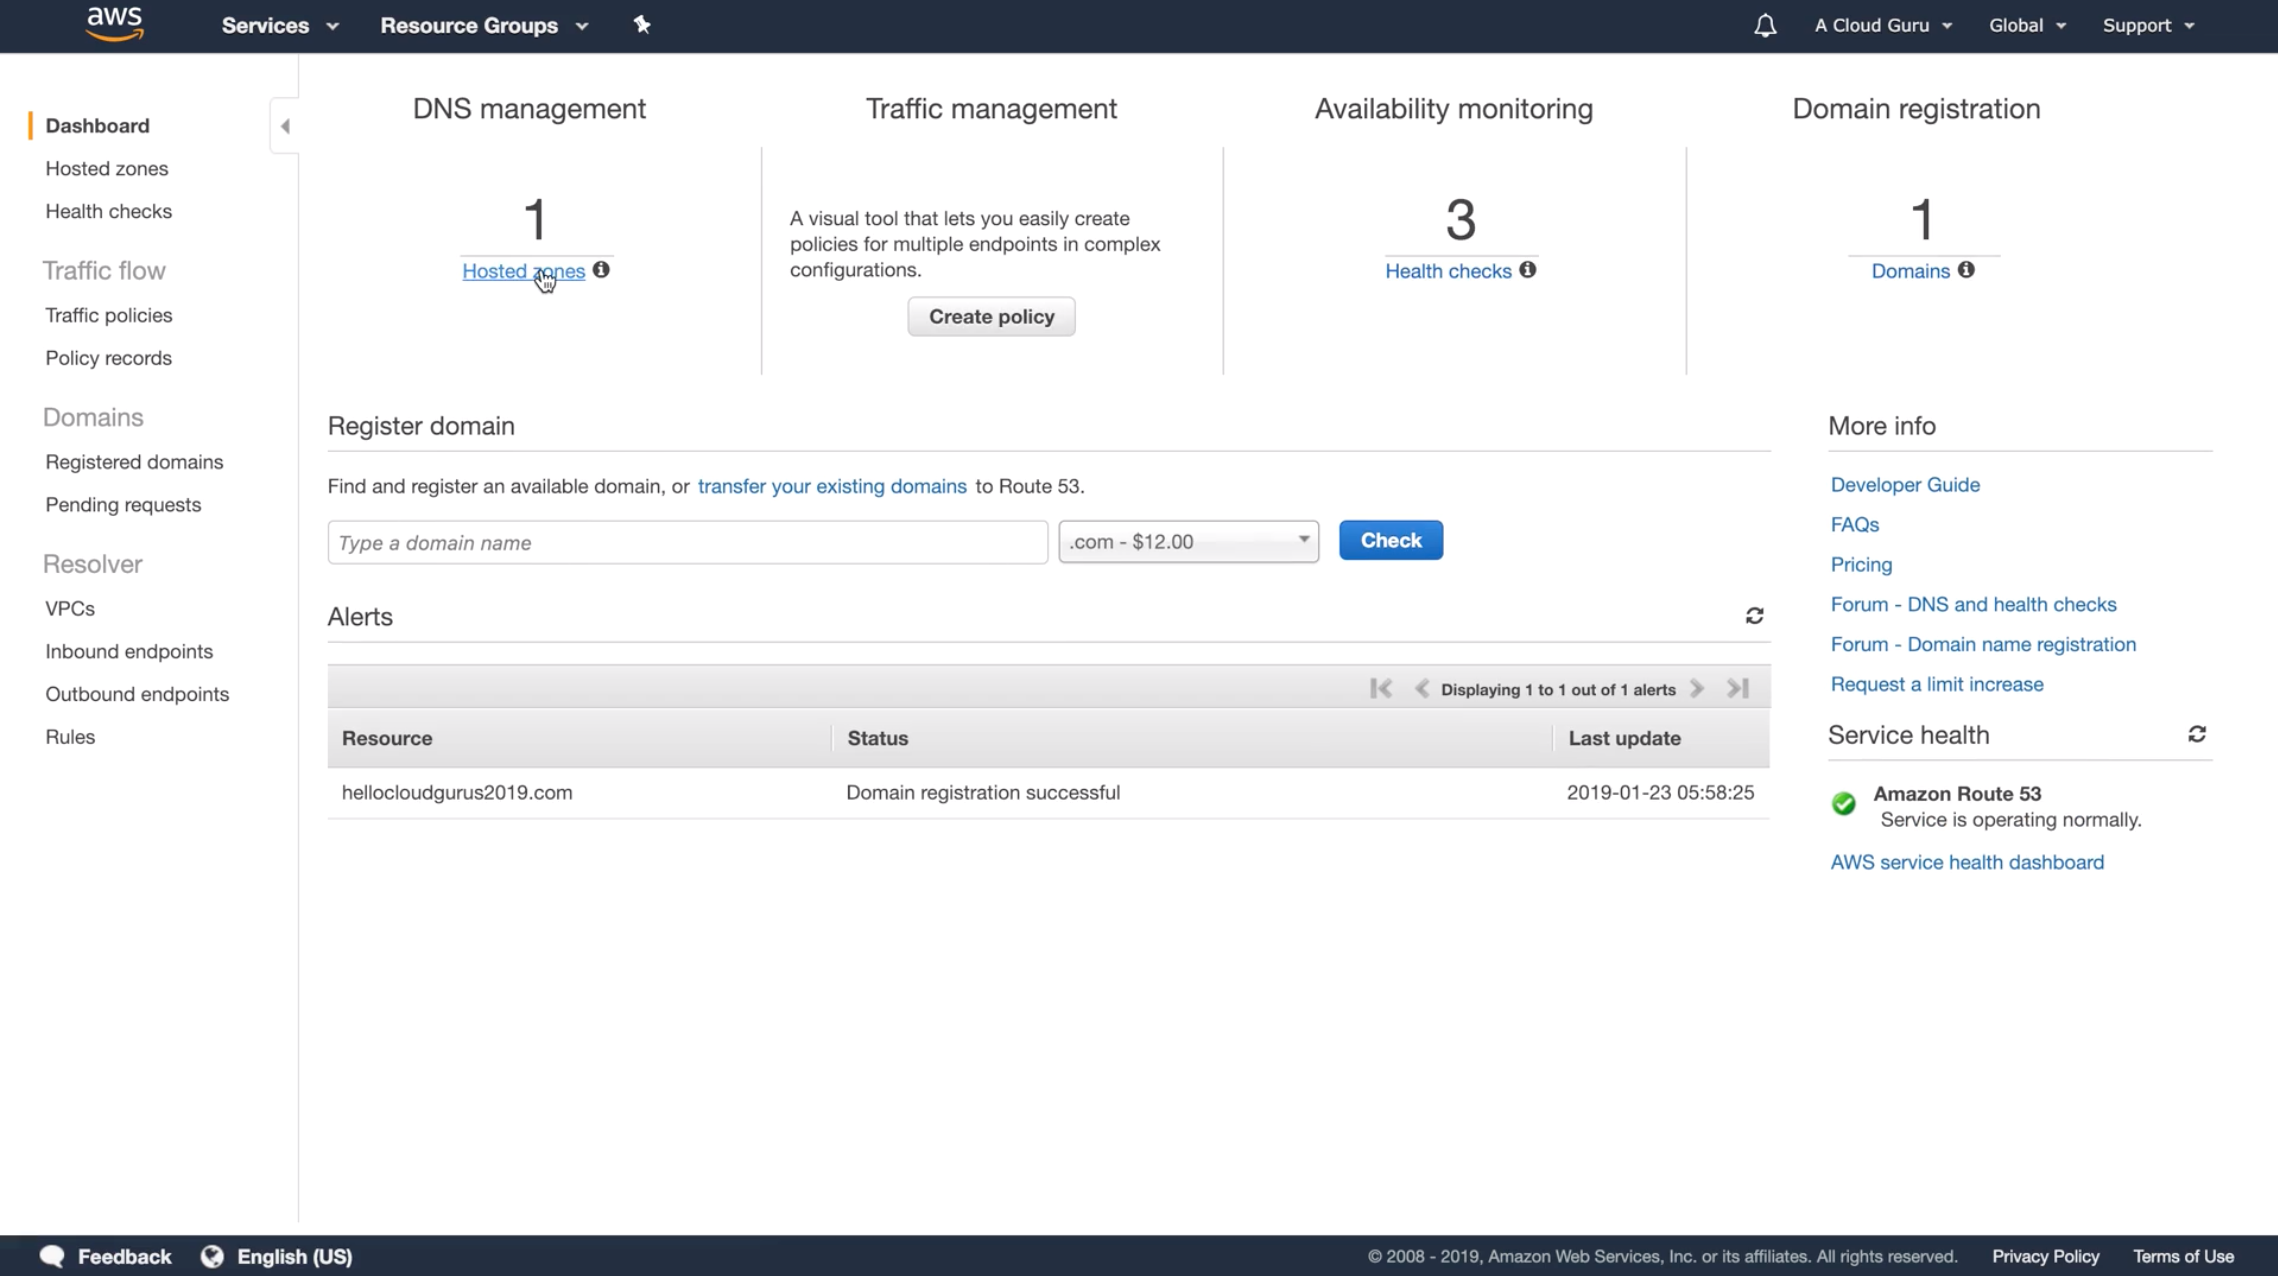 aws
Services
Resource Groups
A Cloud Guru
Global
Support
Dashboard
Hosted zones
Health checks
Traffic flow
Traffic policies
Policy records
Domains
Registered domains
Pending requests
Resolver
VPCs
Inbound endpoints
Outbound endpoints
Rules
DNS management
1
Hosted zones
Traffic management
A visual tool that lets you easily create
policies for multiple endpoints in complex
configurations.
Create policy
Availability monitoring
3
Health checks
Domain registration
1
Domains
Register domain
Find and register an available domain, or transfer your existing domains to Route 53.
Type a domain name
.com - $12.00
Check
Alerts
Displaying 1 to 1 out of 1 alerts
Resource Status Last update
hellocloudgurus2019.com Domain registration successful 2019-01-23 05:58:25
More info
Developer Guide
FAQs
Pricing
Forum - DNS and health checks
Forum - Domain name registration
Request a limit increase
Service health
Amazon Route 53
Service is operating normally.
AWS service health dashboard
Feedback
English (US)
© 2008 - 2019, Amazon Web Services, Inc. or its affiliates. All rights reserved.
Privacy Policy
Terms of Use